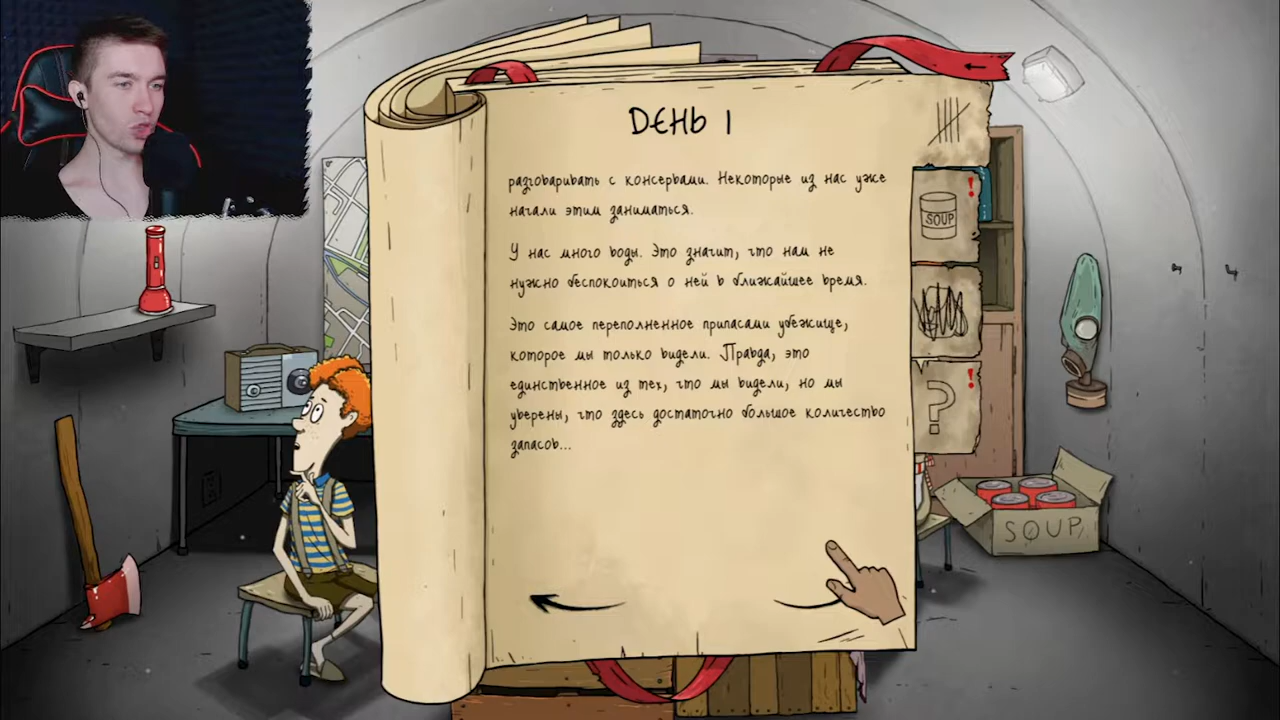 ДЕНЬ 1
разговаривать с консервами. Некоторые из нас уже
начали этим заниматься.
У нас много воды. Это значит, что нам не
нужно беспокоиться о ней в ближайшее время.
Это самое переполненное припасами убежище,
которое мы только видели. Правда, это
единственное из тех, что мы видели, но мы
уверены, что здесь достаточно большое количество
запасов...
SOUP
!
!
?
SOUP